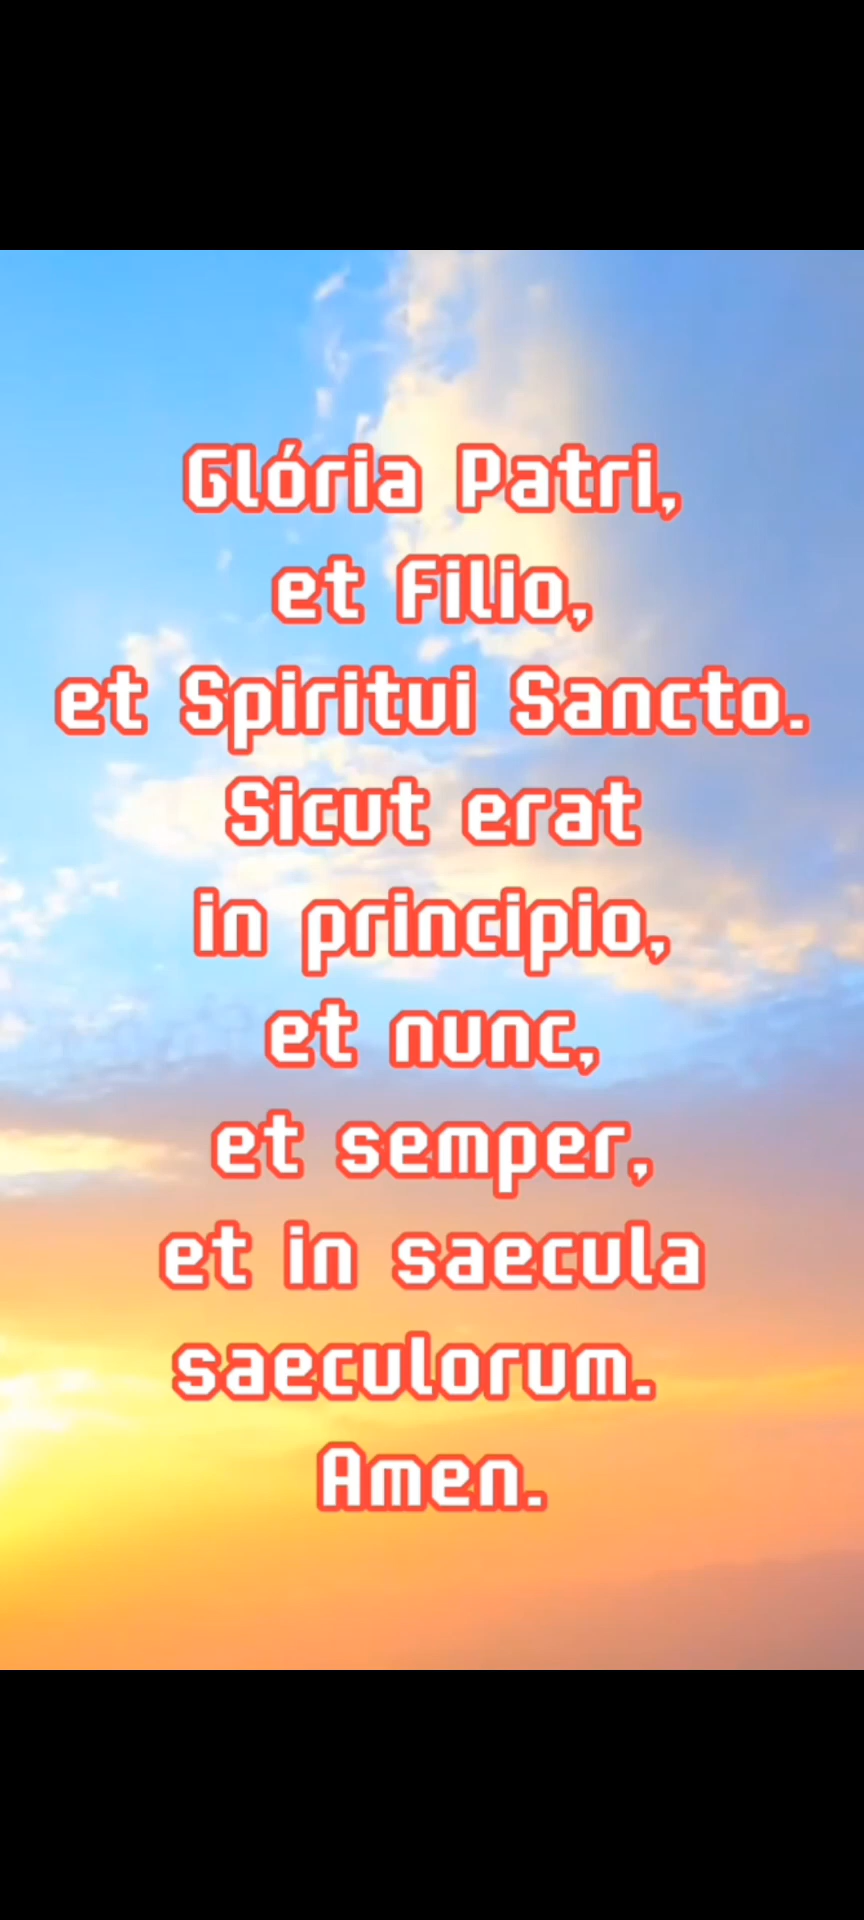 Glória Patri,
et Filio,
et Spiritui Sancto.
Sicut erat
in principio,
et nunc,
et semper,
et in saecula
saeculorum.
Amen.